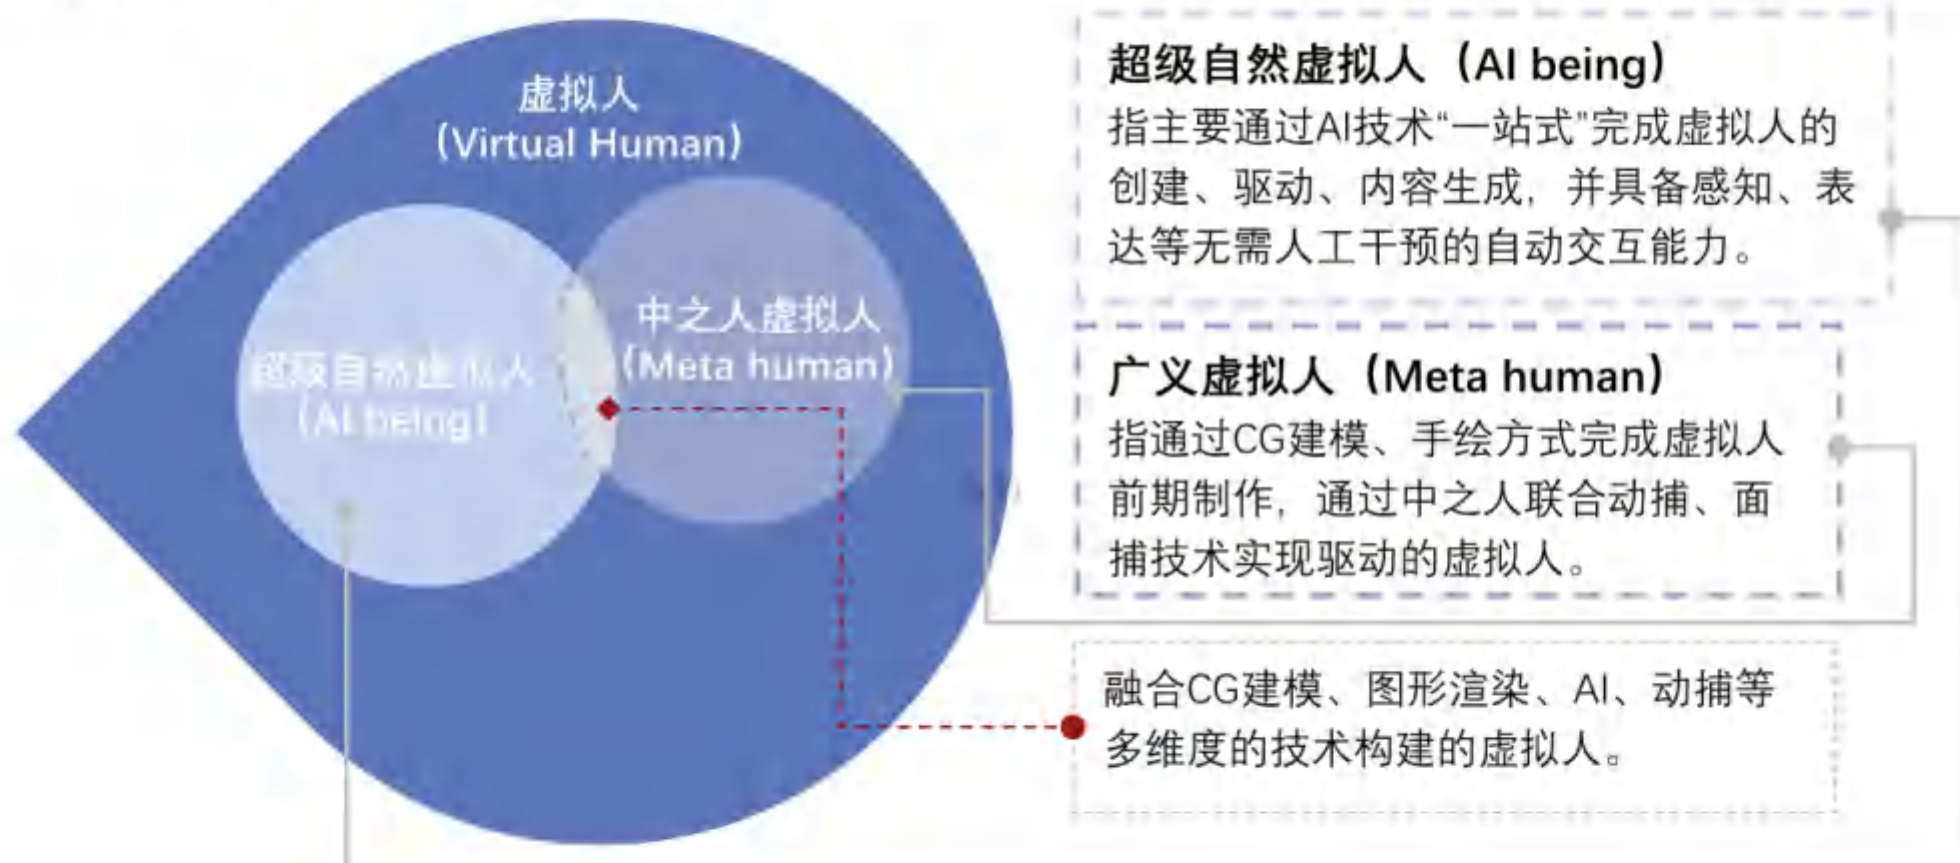 虚拟人
（Virtual Human）
中之人虚拟人
（Meta human）
超级自然虚拟人
（AI being）
超级自然虚拟人（AI being）
指主要通过AI技术“一站式”完成虚拟人的
创建、驱动、内容生成，并具备感知、表
达等无需人工干预的自动交互能力。
广义虚拟人（Meta human）
指通过CG建模、手绘方式完成虚拟人
前期制作，通过中之人联合动捕、面
捕技术实现驱动的虚拟人。
融合CG建模、图形渲染、AI、动捕等
多维度的技术构建的虚拟人。